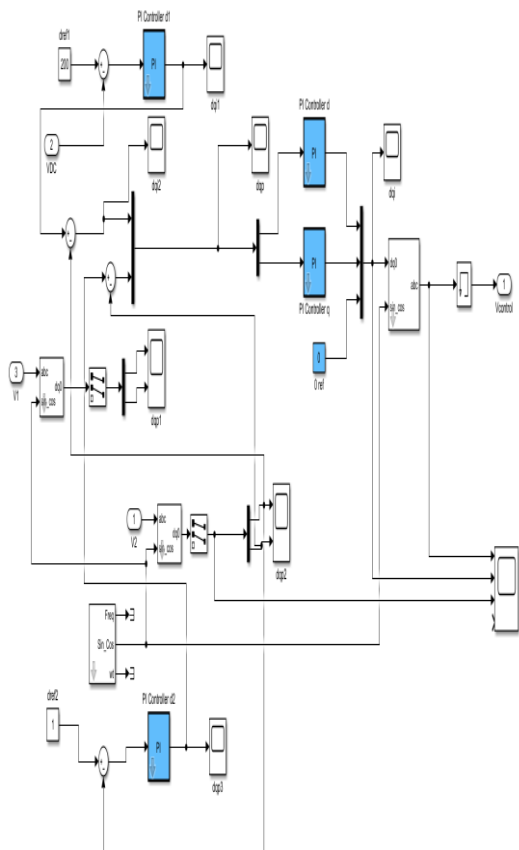 PI Controller d1
dref1
200
PI
dqi1
2
VDC
dqi2
PI Controller d
PI
dqp
dqi
PI
PI Controller q
dq0
sin_cos
abc
1
Vcontrol
0
0 ref
3
V1
abc
sin_cos
dq0
dqp1
1
V2
abc
sin_cos
dq0
dqp2
Freq
Sin_Cos
wt
dref2
1
PI Controller d2
PI
dqp3